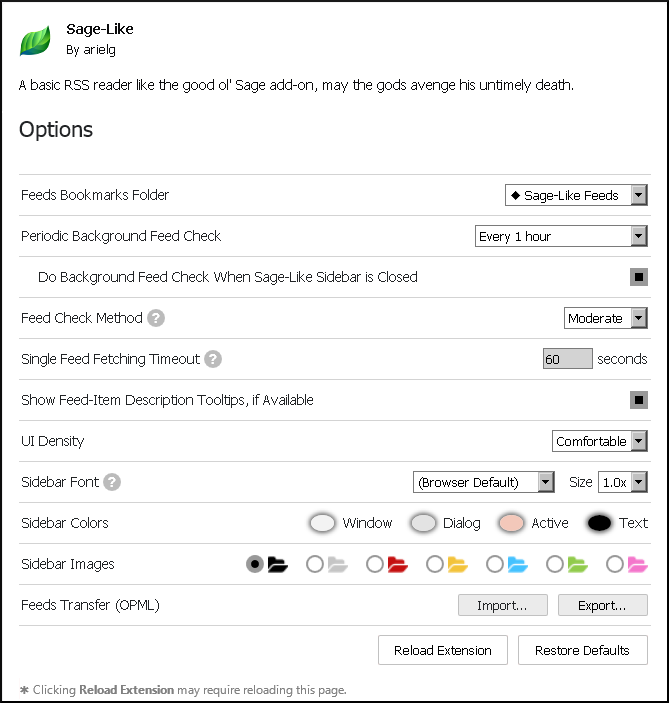 Sage-Like
By arielg
A basic RSS reader like the good ol' Sage add-on, may the gods avenge his untimely death.
Options
Feeds Bookmarks Folder ◆ Sage-Like Feeds
Periodic Background Feed Check Every 1 hour
Do Background Feed Check When Sage-Like Sidebar is Closed
Feed Check Method ? Moderate
Single Feed Fetching Timeout ? 60 seconds
Show Feed-Item Description Tooltips, if Available
UI Density Comfortable
Sidebar Font ? (Browser Default) Size 1.0x
Sidebar Colors Window Dialog Active Text
Sidebar Images
Feeds Transfer (OPML) Import... Export...
Reload Extension Restore Defaults
✱ Clicking Reload Extension may require reloading this page.